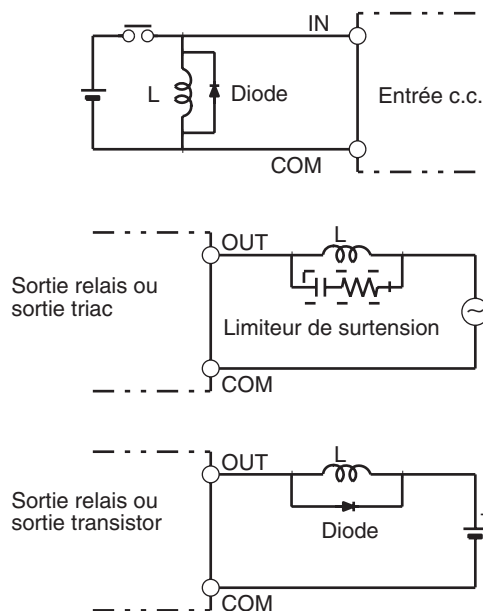 IN
L
Diode
Entrée c.c.
COM
OUT
L
Sortie relais ou
sortie triac
Limiteur de surtension
COM
OUT
L
Sortie relais ou
sortie transistor
Diode
COM